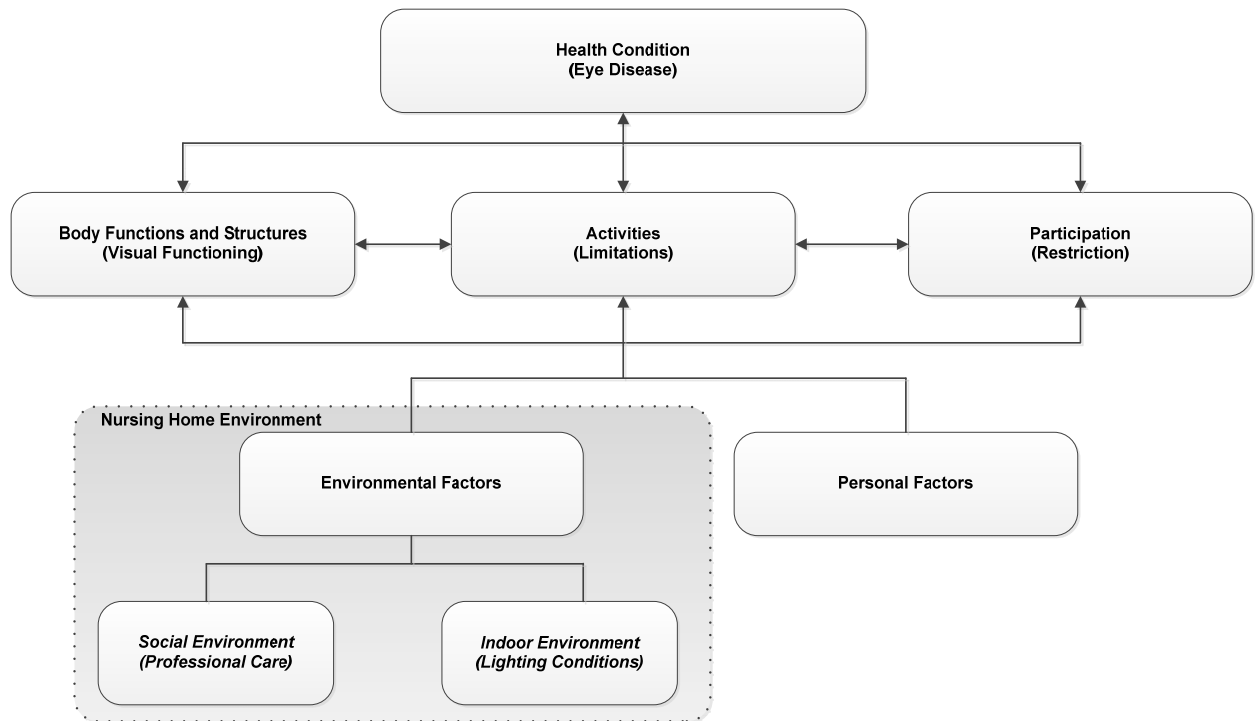 Health Condition
(Eye Disease)
Body Functions and Structures
(Visual Functioning)
Activities
(Limitations)
Participation
(Restriction)
Nursing Home Environment
Environmental Factors
Personal Factors
Social Environment
(Professional Care)
Indoor Environment
(Lighting Conditions)